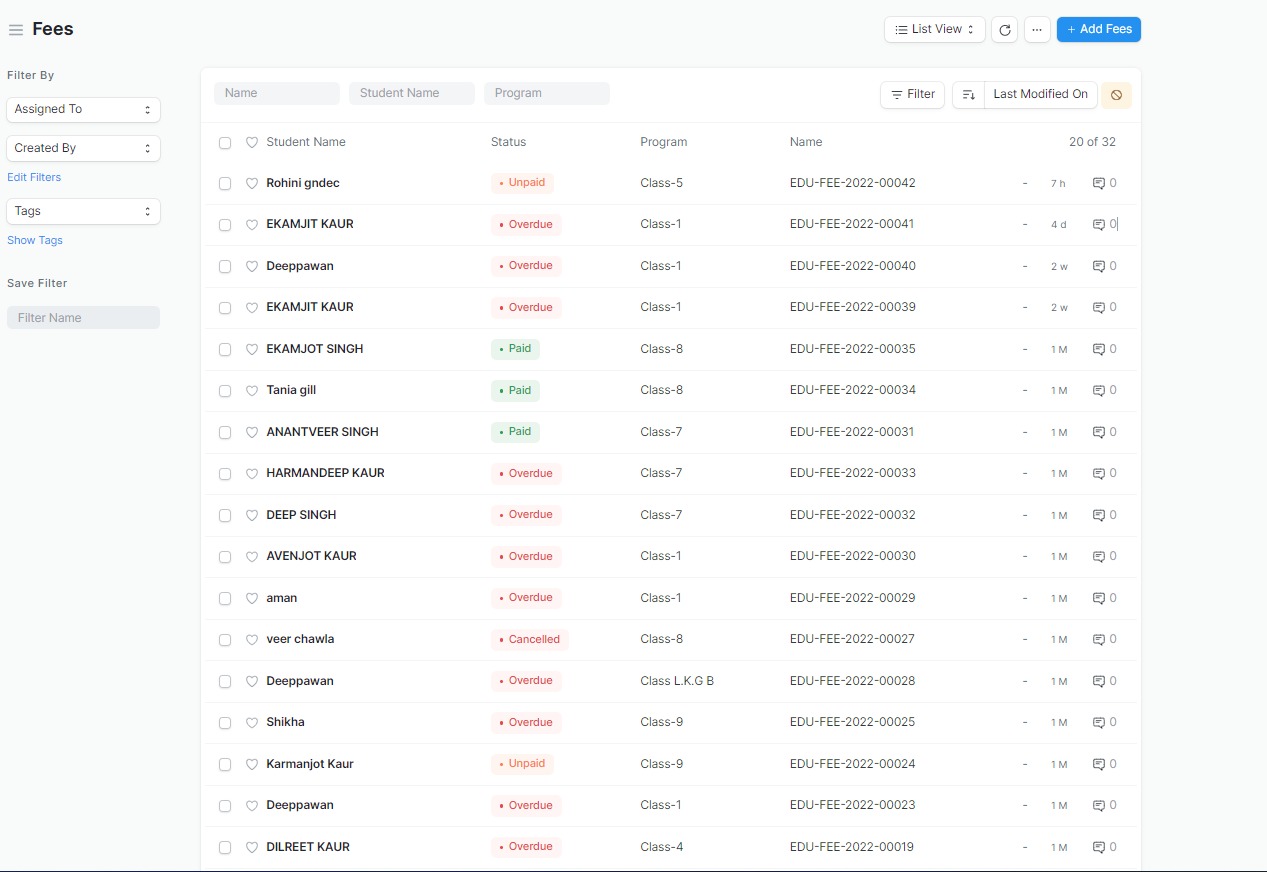 Fees
List View
...
+ Add Fees
Filter By
Assigned To
Created By
Edit Filters
Tags
Show Tags
Save Filter
Filter Name
Name Student Name Program Filter Last Modified On
Student Name Status Program Name 20 of 32
Rohini gndec • Unpaid Class-5 EDU-FEE-2022-00042 - 7 h 0
EKAMJIT KAUR • Overdue Class-1 EDU-FEE-2022-00041 - 4 d 0
Deeppawan • Overdue Class-1 EDU-FEE-2022-00040 - 2 w 0
EKAMJIT KAUR • Overdue Class-1 EDU-FEE-2022-00039 - 2 w 0
EKAMJOT SINGH • Paid Class-8 EDU-FEE-2022-00035 - 1 M 0
Tania gill • Paid Class-8 EDU-FEE-2022-00034 - 1 M 0
ANANTVEER SINGH • Paid Class-7 EDU-FEE-2022-00031 - 1 M 0
HARMANDEEP KAUR • Overdue Class-7 EDU-FEE-2022-00033 - 1 M 0
DEEP SINGH • Overdue Class-7 EDU-FEE-2022-00032 - 1 M 0
AVENJOT KAUR • Overdue Class-1 EDU-FEE-2022-00030 - 1 M 0
aman • Overdue Class-1 EDU-FEE-2022-00029 - 1 M 0
veer chawla • Cancelled Class-8 EDU-FEE-2022-00027 - 1 M 0
Deeppawan • Overdue Class L.K.G B EDU-FEE-2022-00028 - 1 M 0
Shikha • Overdue Class-9 EDU-FEE-2022-00025 - 1 M 0
Karmanjot Kaur • Unpaid Class-9 EDU-FEE-2022-00024 - 1 M 0
Deeppawan • Overdue Class-1 EDU-FEE-2022-00023 - 1 M 0
DILREET KAUR • Overdue Class-4 EDU-FEE-2022-00019 - 1 M 0